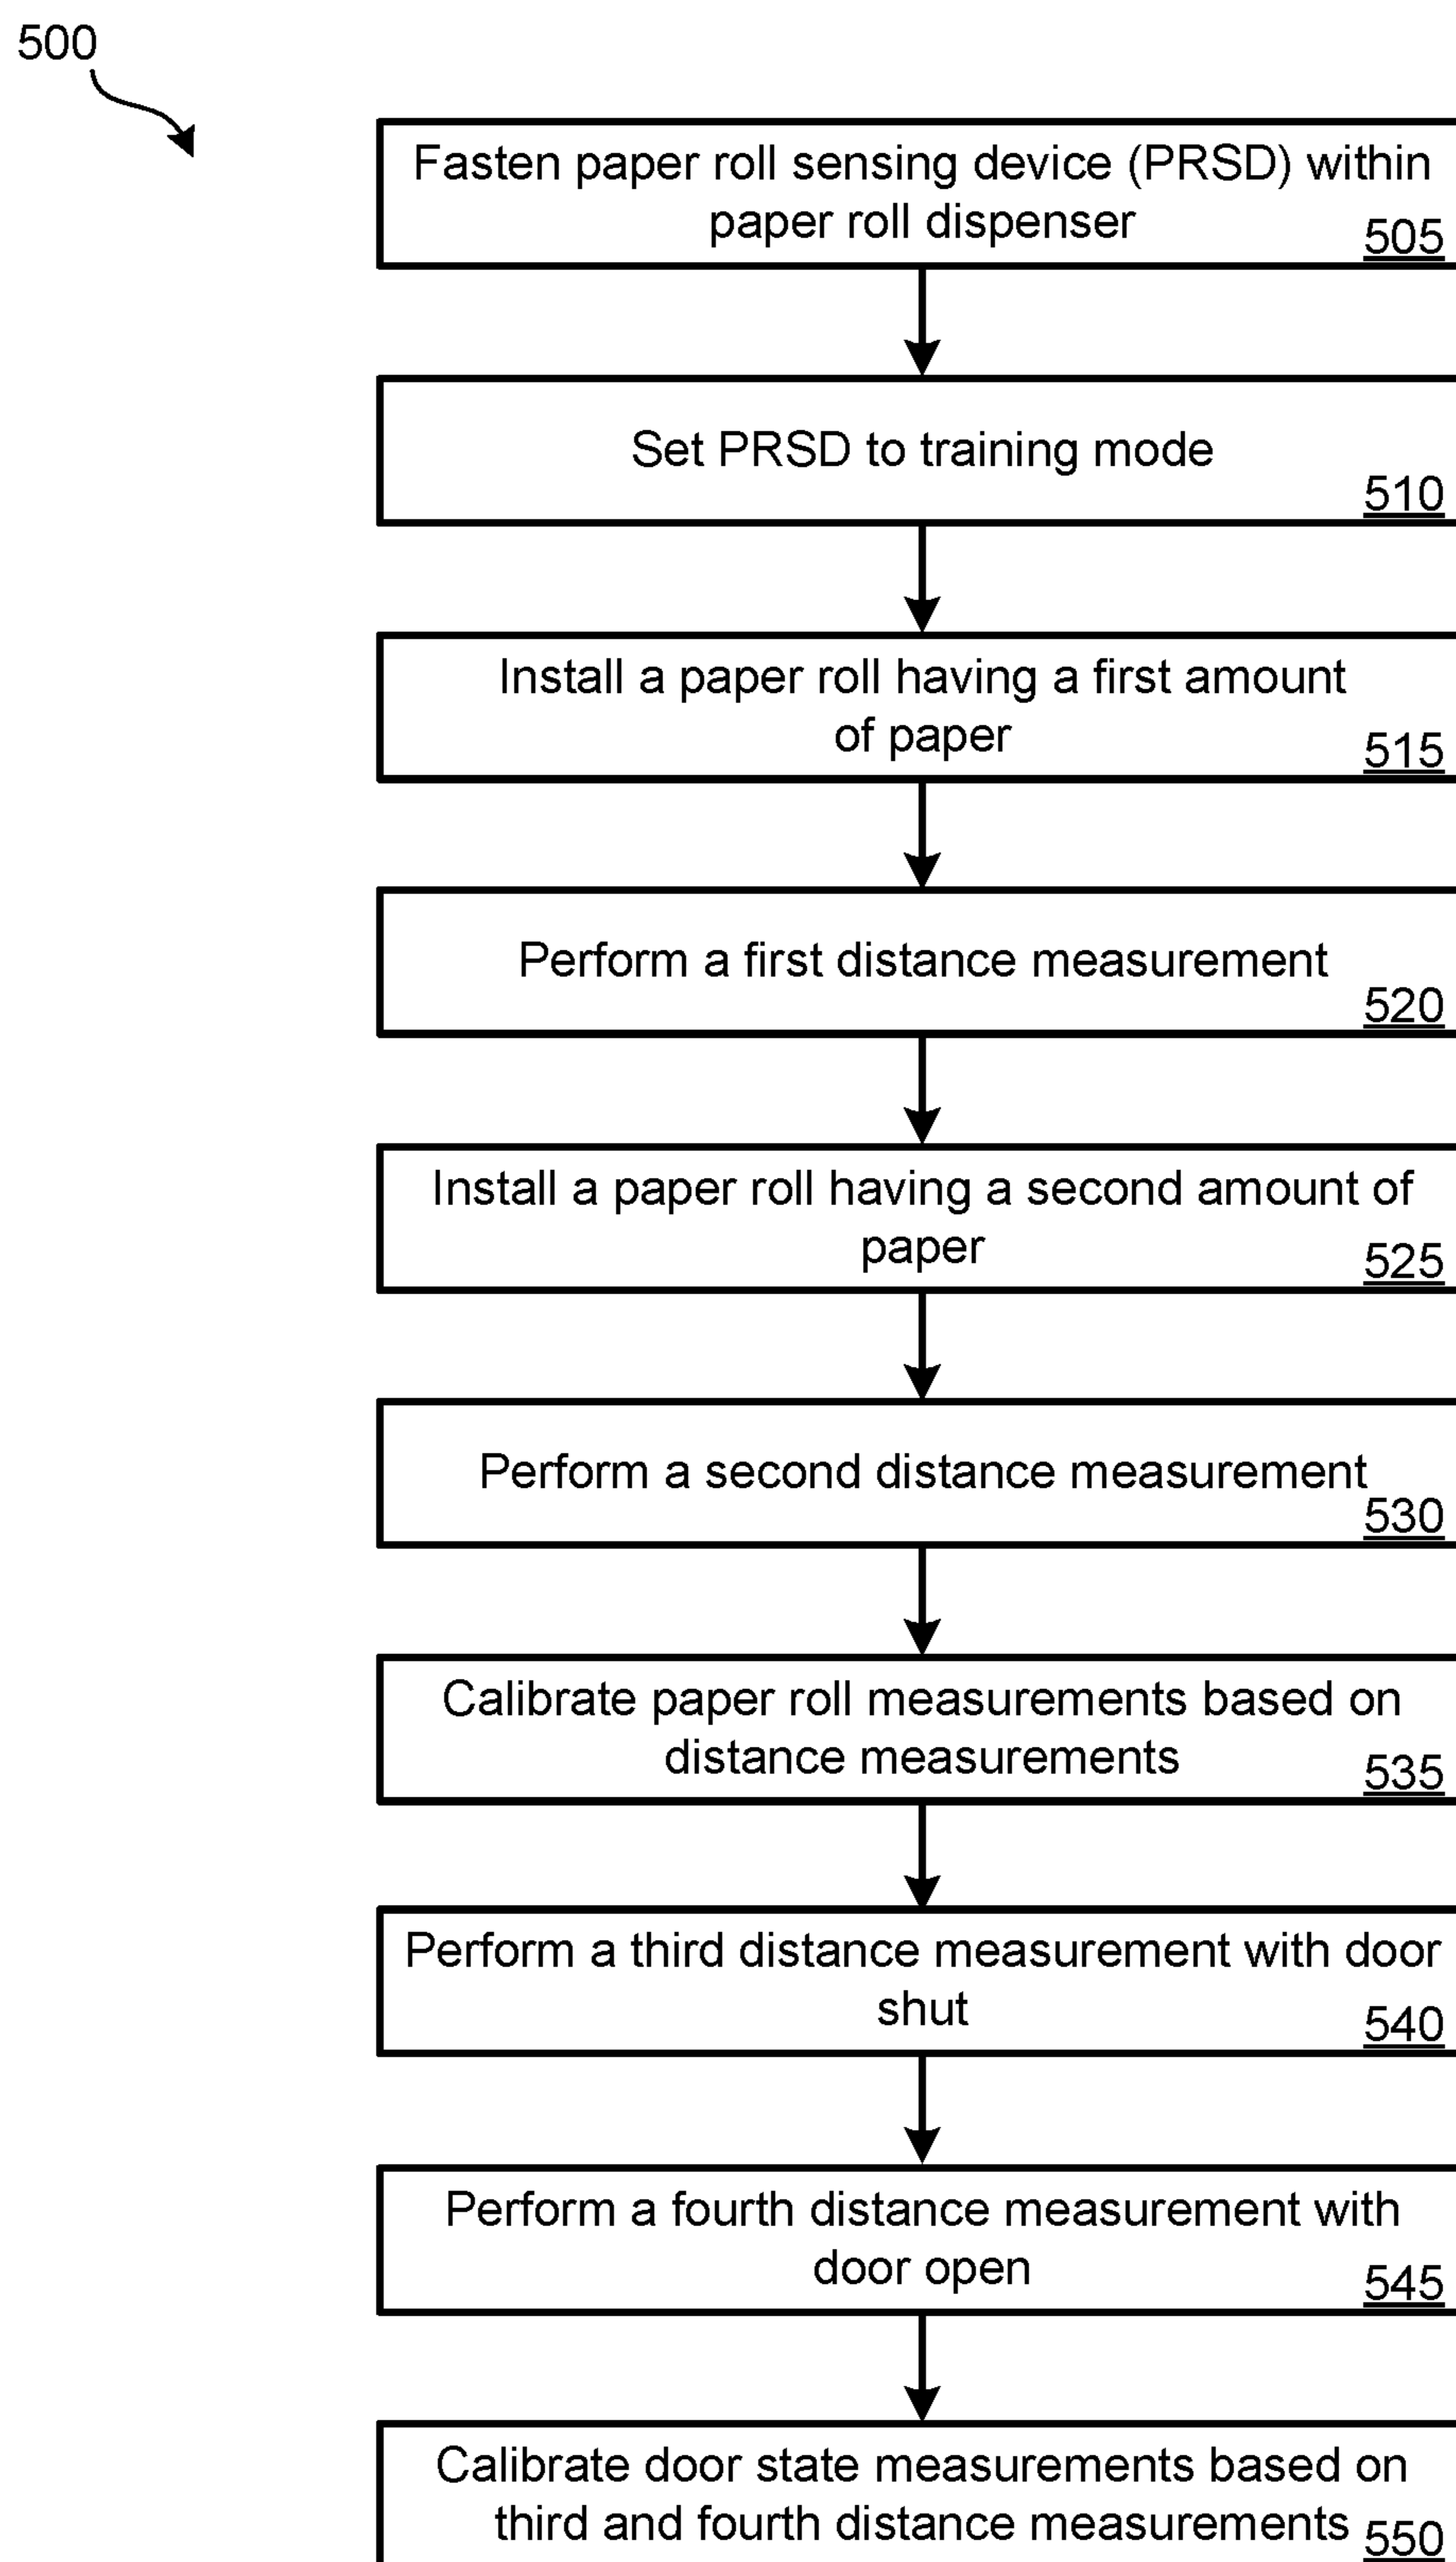 500
Fasten paper roll sensing device (PRSD) within
paper roll dispenser
505
Set PRSD to training mode
510
Install a paper roll having a first amount
of paper
515
Perform a first distance measurement
520
Install a paper roll having a second amount of
paper
525
Perform a second distance measurement
530
Calibrate paper roll measurements based on
distance measurements
535
Perform a third distance measurement with door
shut
540
Perform a fourth distance measurement with
door open
545
Calibrate door state measurements based on
third and fourth distance measurements
550